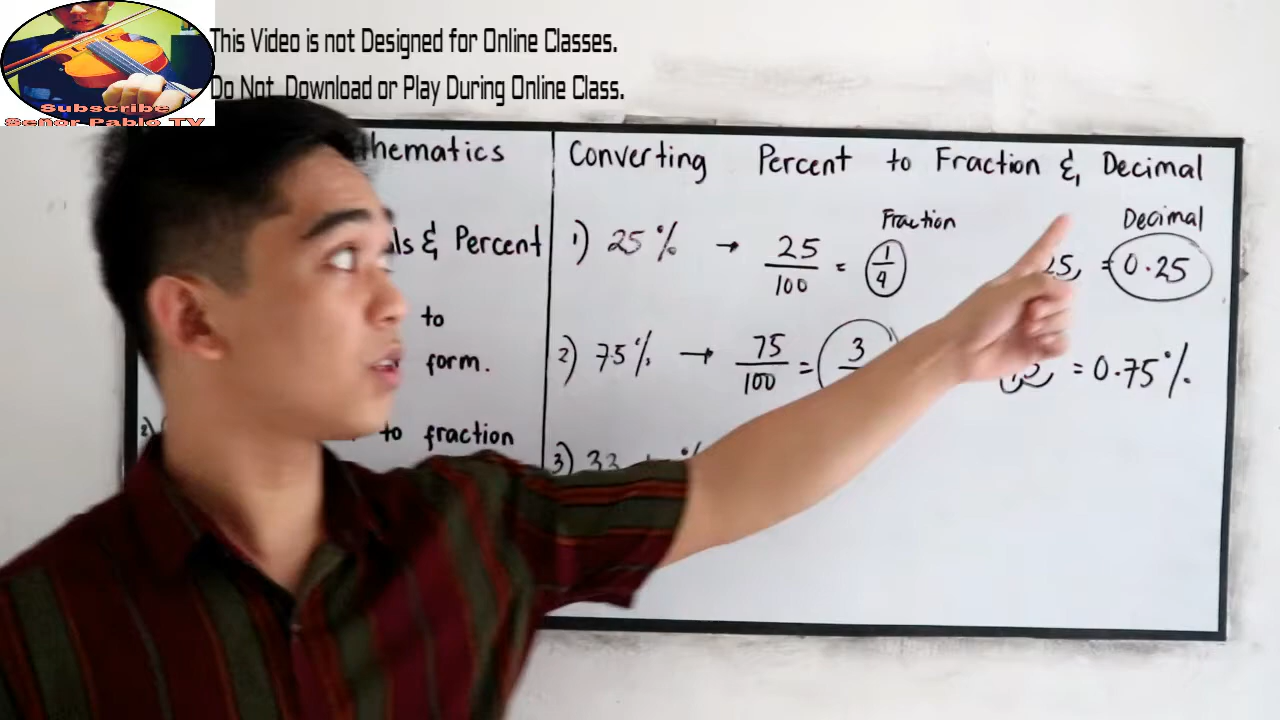 This Video is not Designed for Online Classes.
Do Not Download or Play During Online Class.
Subscribe
Señor Pablo TV
thematics
ls & Percent
to
form.
2)
to fraction
Converting Percent to Fraction & Decimal
Fraction Decimal
1) 25% → 25/100 = 1/4 25 = 0.25
2) 75% → 75/100 = 3 = 0.75%
3) 33 %